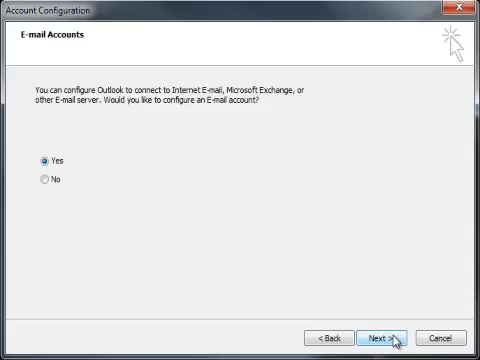 Account Configuration
E-mail Accounts
You can configure Outlook to connect to Internet E-mail, Microsoft Exchange, or
other E-mail server. Would you like to configure an E-mail account?
Yes
No
< Back
Next >
Cancel